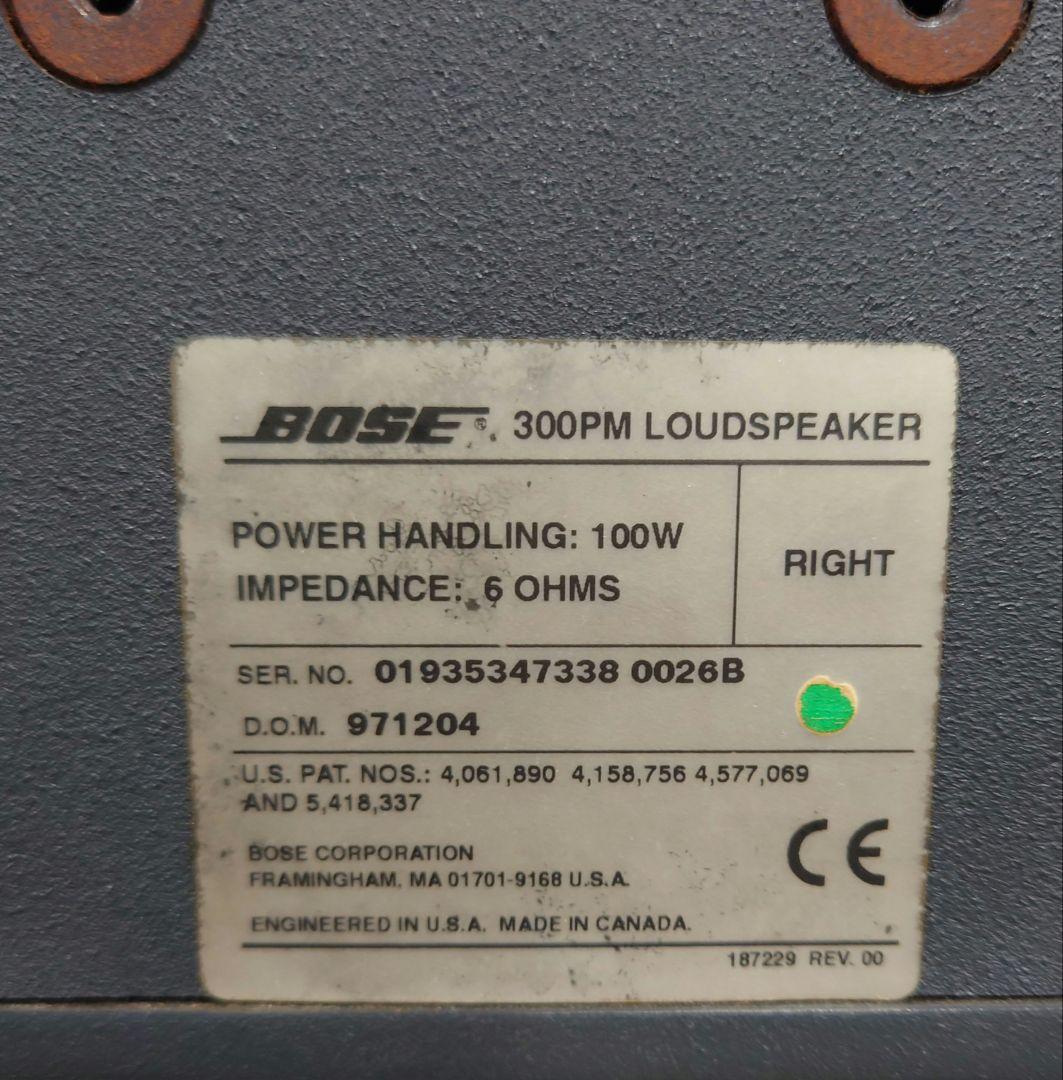 BOSE®. 300PM LOUDSPEAKER
POWER HANDLING: 100W
IMPEDANCE: 6 OHMS
RIGHT
SER. NO. 01935347338 0026B
D.O.M. 971204
U.S. PAT. NOS.: 4,061,890 4,158,756 4,577,069
AND 5,418,337
BOSE CORPORATION
FRAMINGHAM, MA 01701-9168 U.S.A.
CE
ENGINEERED IN U.S.A. MADE IN CANADA.
187229 REV. 00